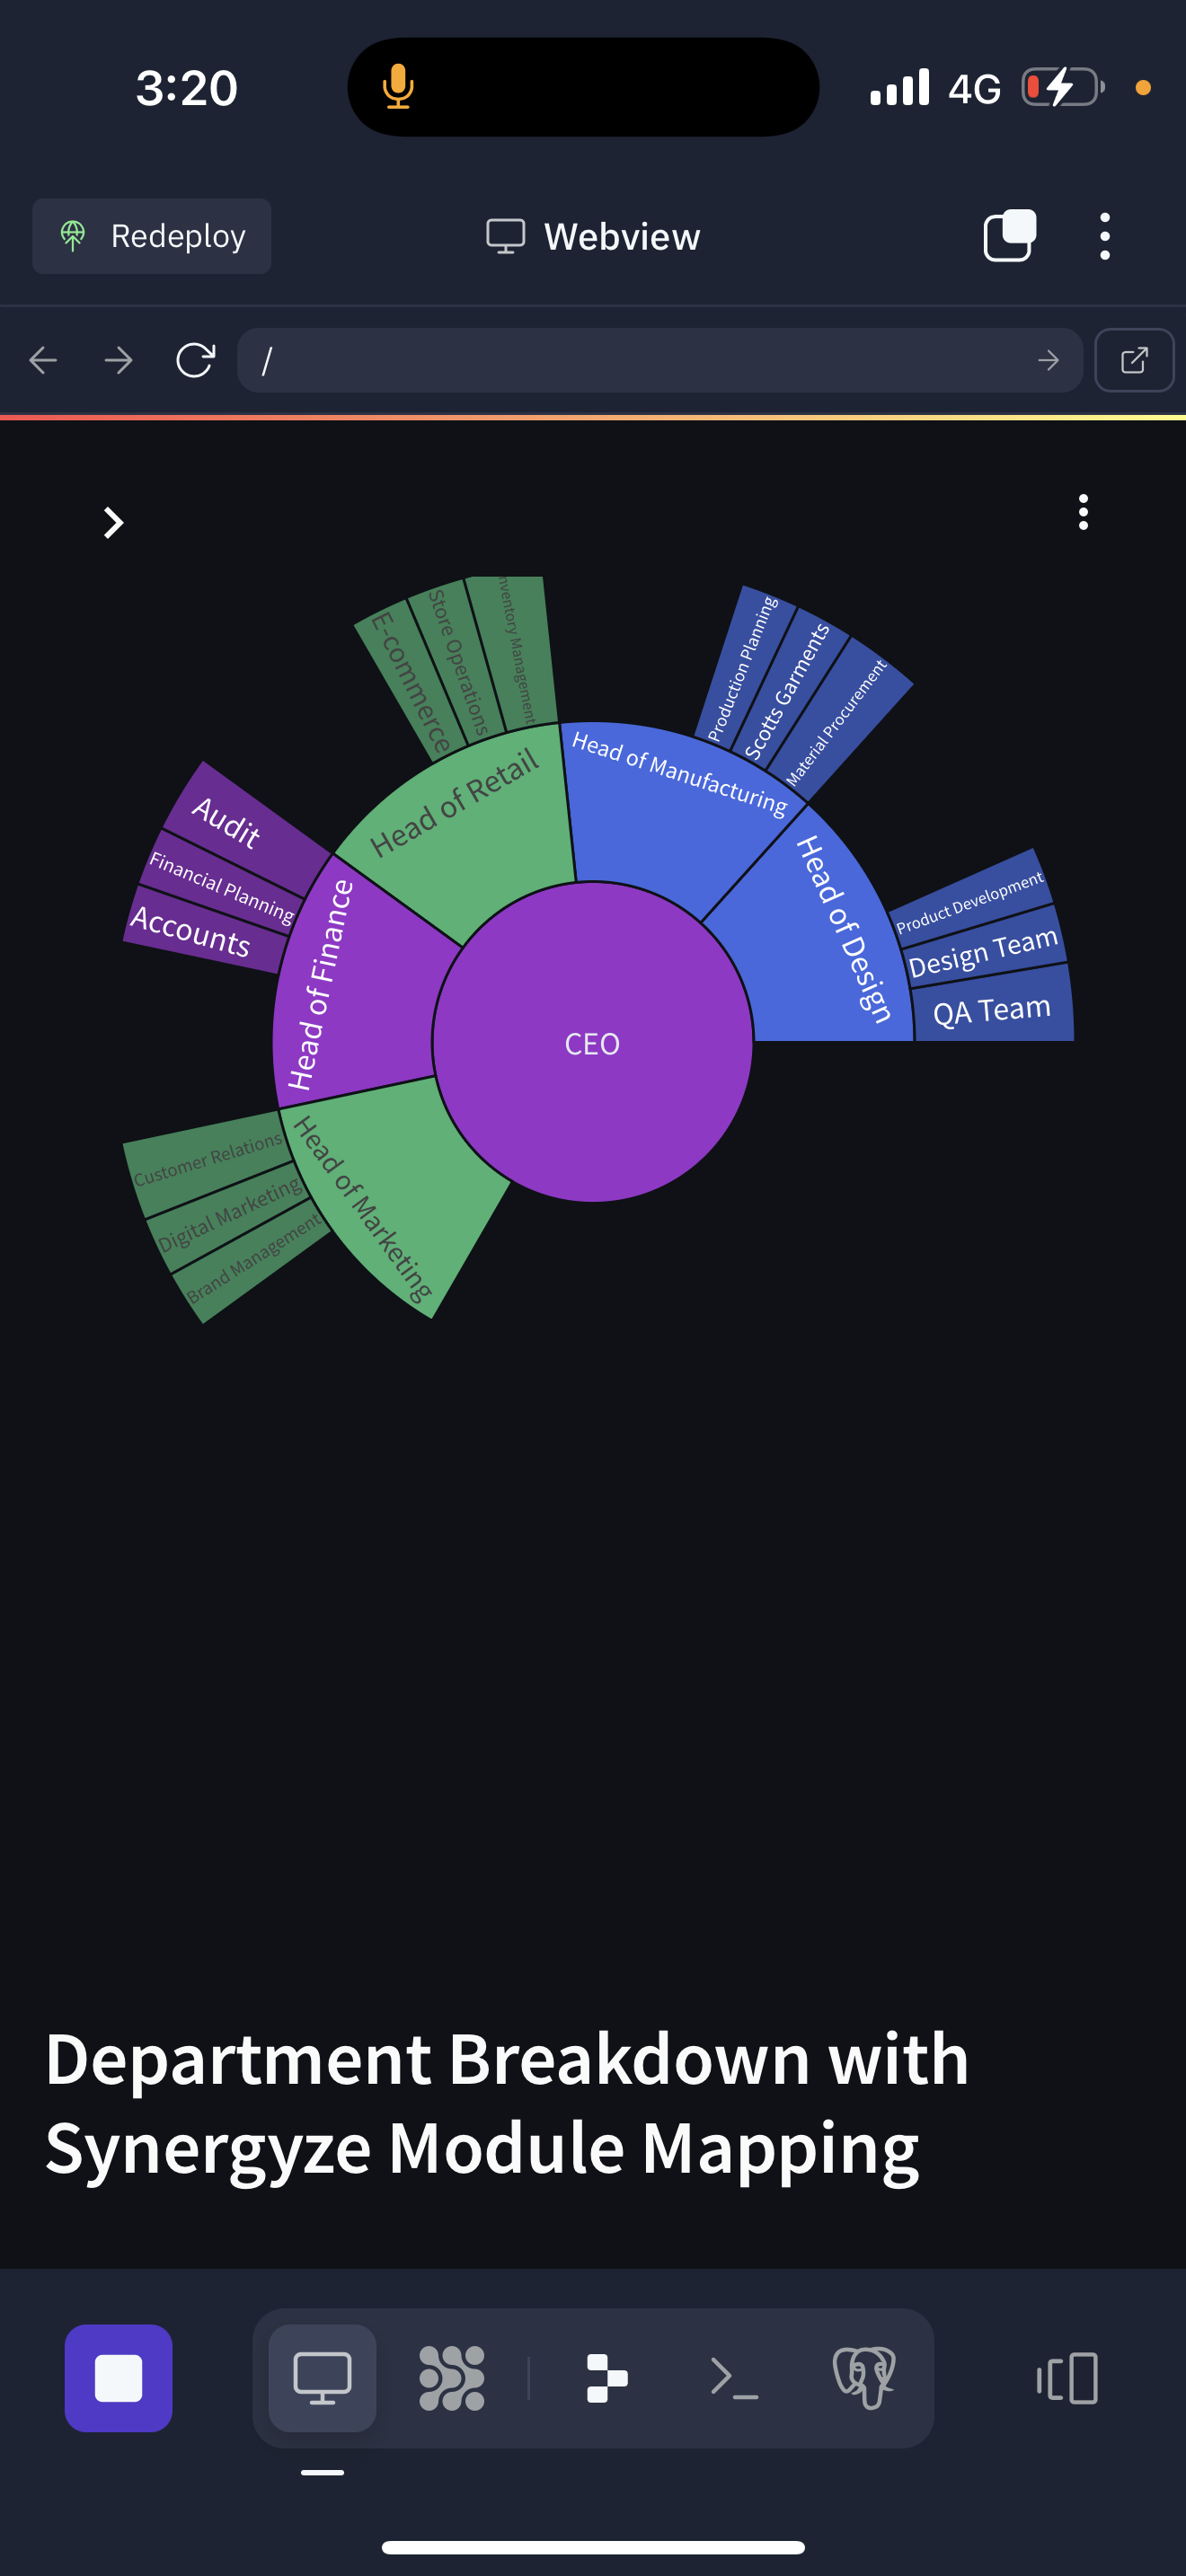 3:20
4G
Redeploy
Webview
/
E-commerce
Store Operations
nventory Management
Production Planning
Scotts Garments
Material Procurement
Head of Retail
Head of Manufacturing
Audit
Financial Planning
Accounts
Head of Finance
Head of Design
Product Development
Design Team
QA Team
CEO
Customer Relations
Digital Marketing
Brand Management
Head of Marketing
Department Breakdown with
Synergyze Module Mapping